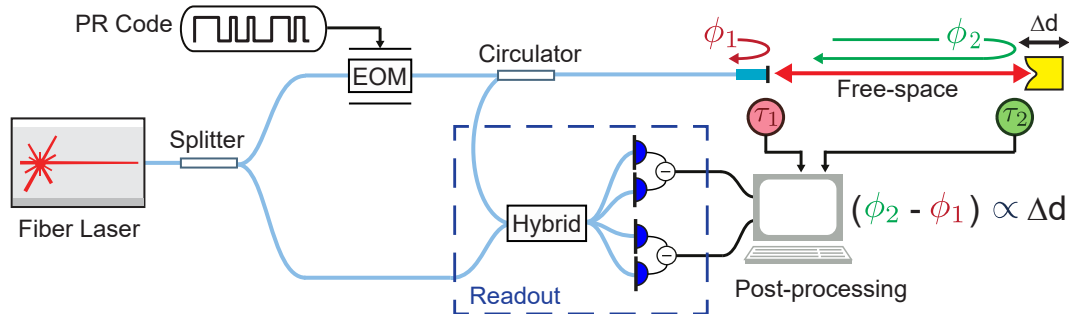 PR Code
EOM
Circulator
ϕ1
ϕ2
Δd
Free-space
τ1
τ2
Splitter
Fiber Laser
Hybrid
−
−
Readout
(ϕ2 - ϕ1) ∝ Δd
Post-processing